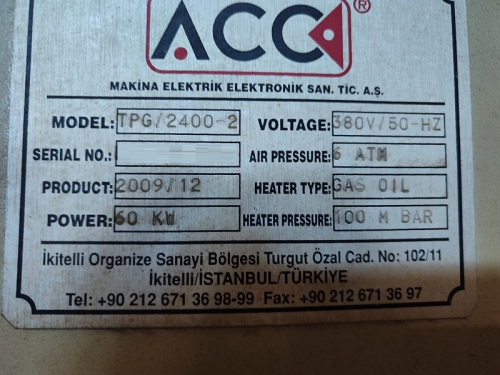 ACC®
MAKİNA ELEKTRİK ELEKTRONİK SAN. TİC. A.Ş.
MODEL: TPG/2400-2 VOLTAGE: 380V/50-HZ
SERIAL NO.: AIR PRESSURE: 6 ATM
PRODUCT: 2009/12 HEATER TYPE: GAS OIL
POWER: 60 KW HEATER PRESSURE: 100 M BAR
İkitelli Organize Sanayi Bölgesi Turgut Özal Cad. No: 102/11
İkitelli/İSTANBUL/TÜRKİYE
Tel: +90 212 671 36 98-99 Fax: +90 212 671 36 97